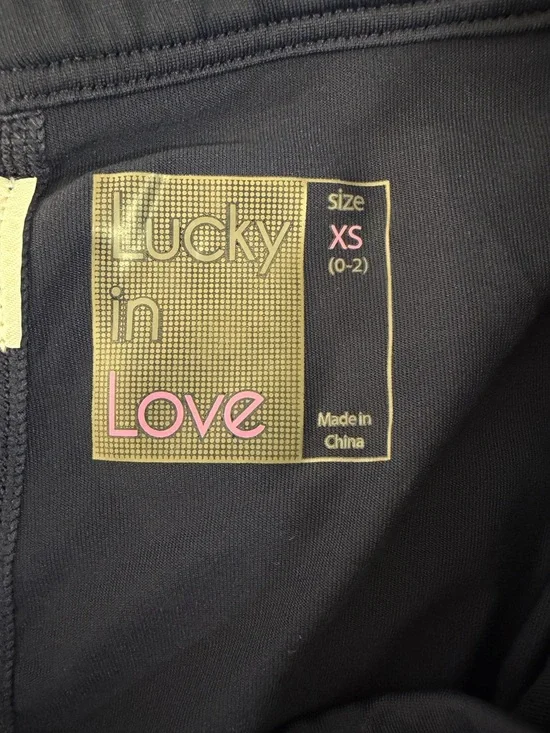 Lucky
in
Love
size
XS
(0-2)
Made in
China